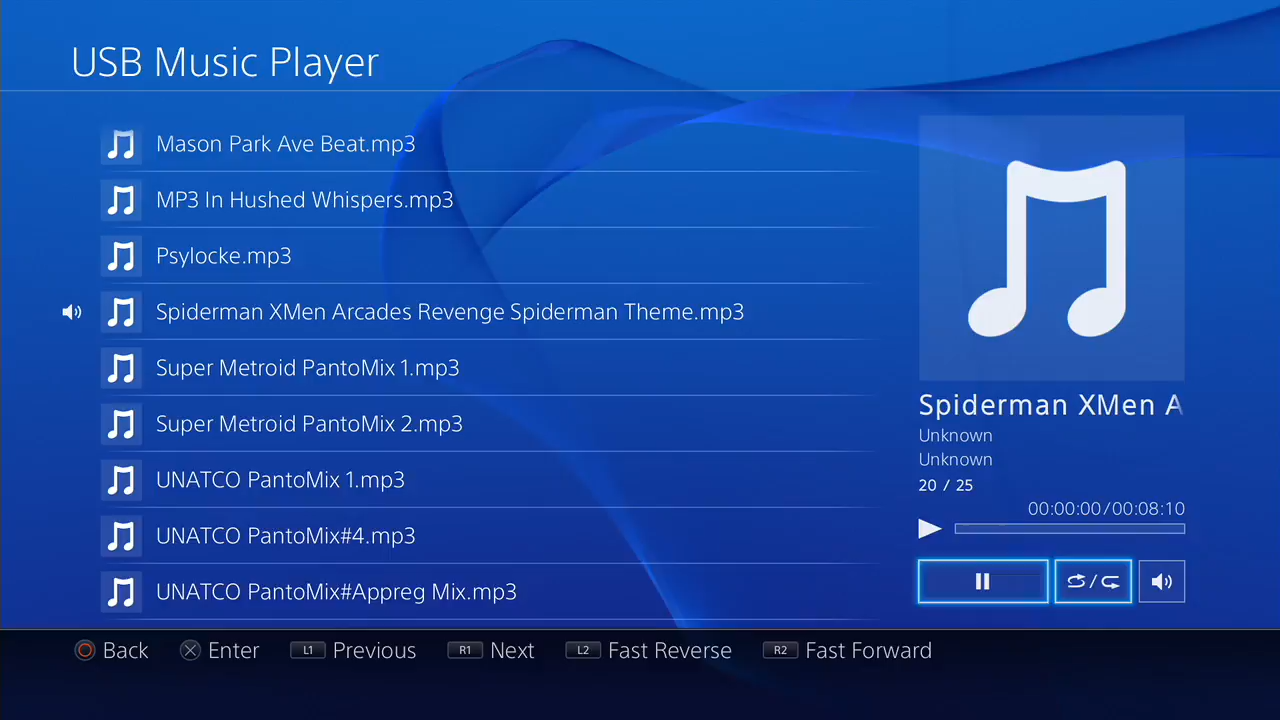 USB Music Player
Mason Park Ave Beat.mp3
MP3 In Hushed Whispers.mp3
Psylocke.mp3
Spiderman XMen Arcades Revenge Spiderman Theme.mp3
Super Metroid PantoMix 1.mp3
Super Metroid PantoMix 2.mp3
UNATCO PantoMix 1.mp3
UNATCO PantoMix#4.mp3
UNATCO PantoMix#Appreg Mix.mp3
Spiderman XMen A
Unknown
Unknown
20 / 25
00:00:00/00:08:10
Back Enter L1 Previous R1 Next L2 Fast Reverse R2 Fast Forward